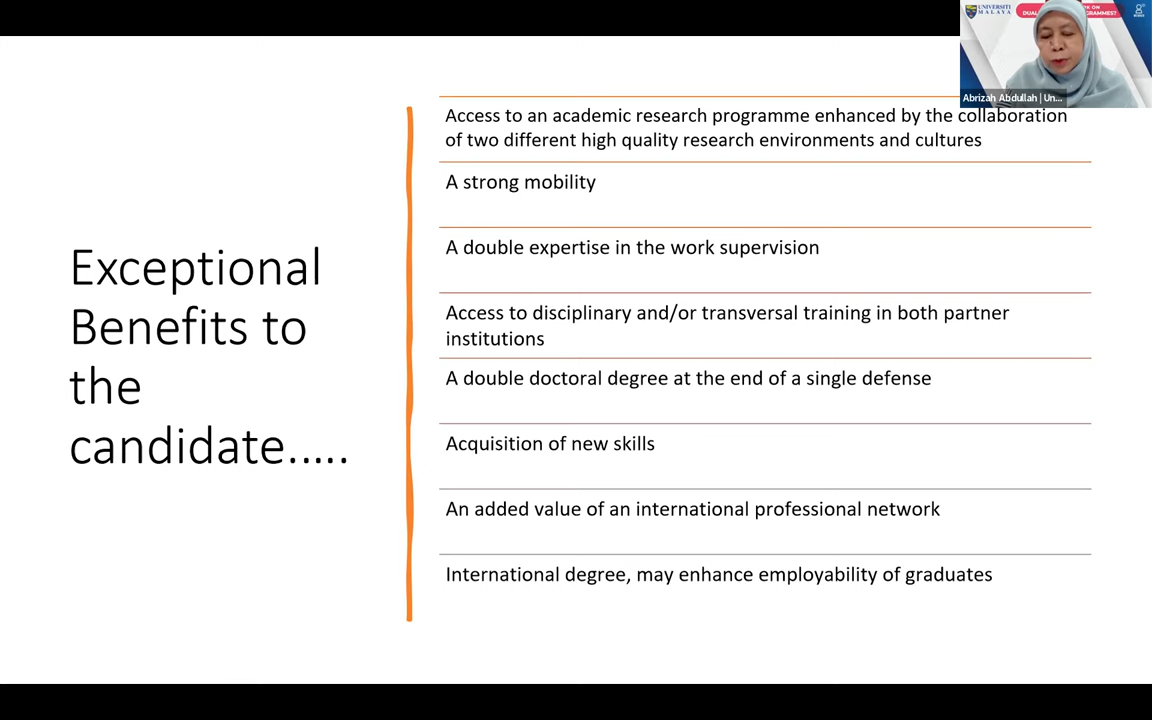 UNIVERSITI
MALAYA
Abrizah Abdullah | Un...
Access to an academic research programme enhanced by the collaboration
of two different high quality research environments and cultures
A strong mobility
A double expertise in the work supervision
Exceptional
Benefits to
the
candidate.....
Access to disciplinary and/or transversal training in both partner
institutions
A double doctoral degree at the end of a single defense
Acquisition of new skills
An added value of an international professional network
International degree, may enhance employability of graduates